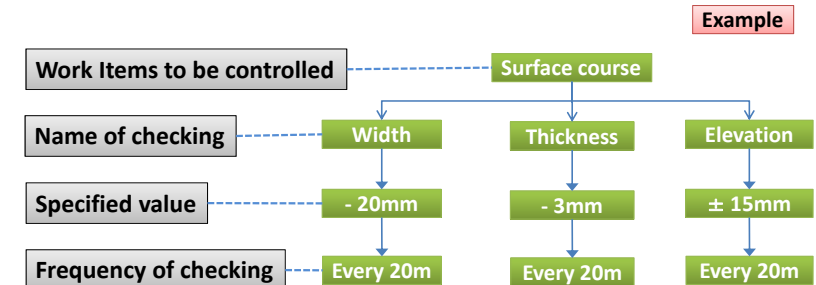 Example
Work Items to be controlled
Surface course
Name of checking
Width
Thickness
Elevation
Specified value
- 20mm
- 3mm
± 15mm
Frequency of checking
Every 20m
Every 20m
Every 20m